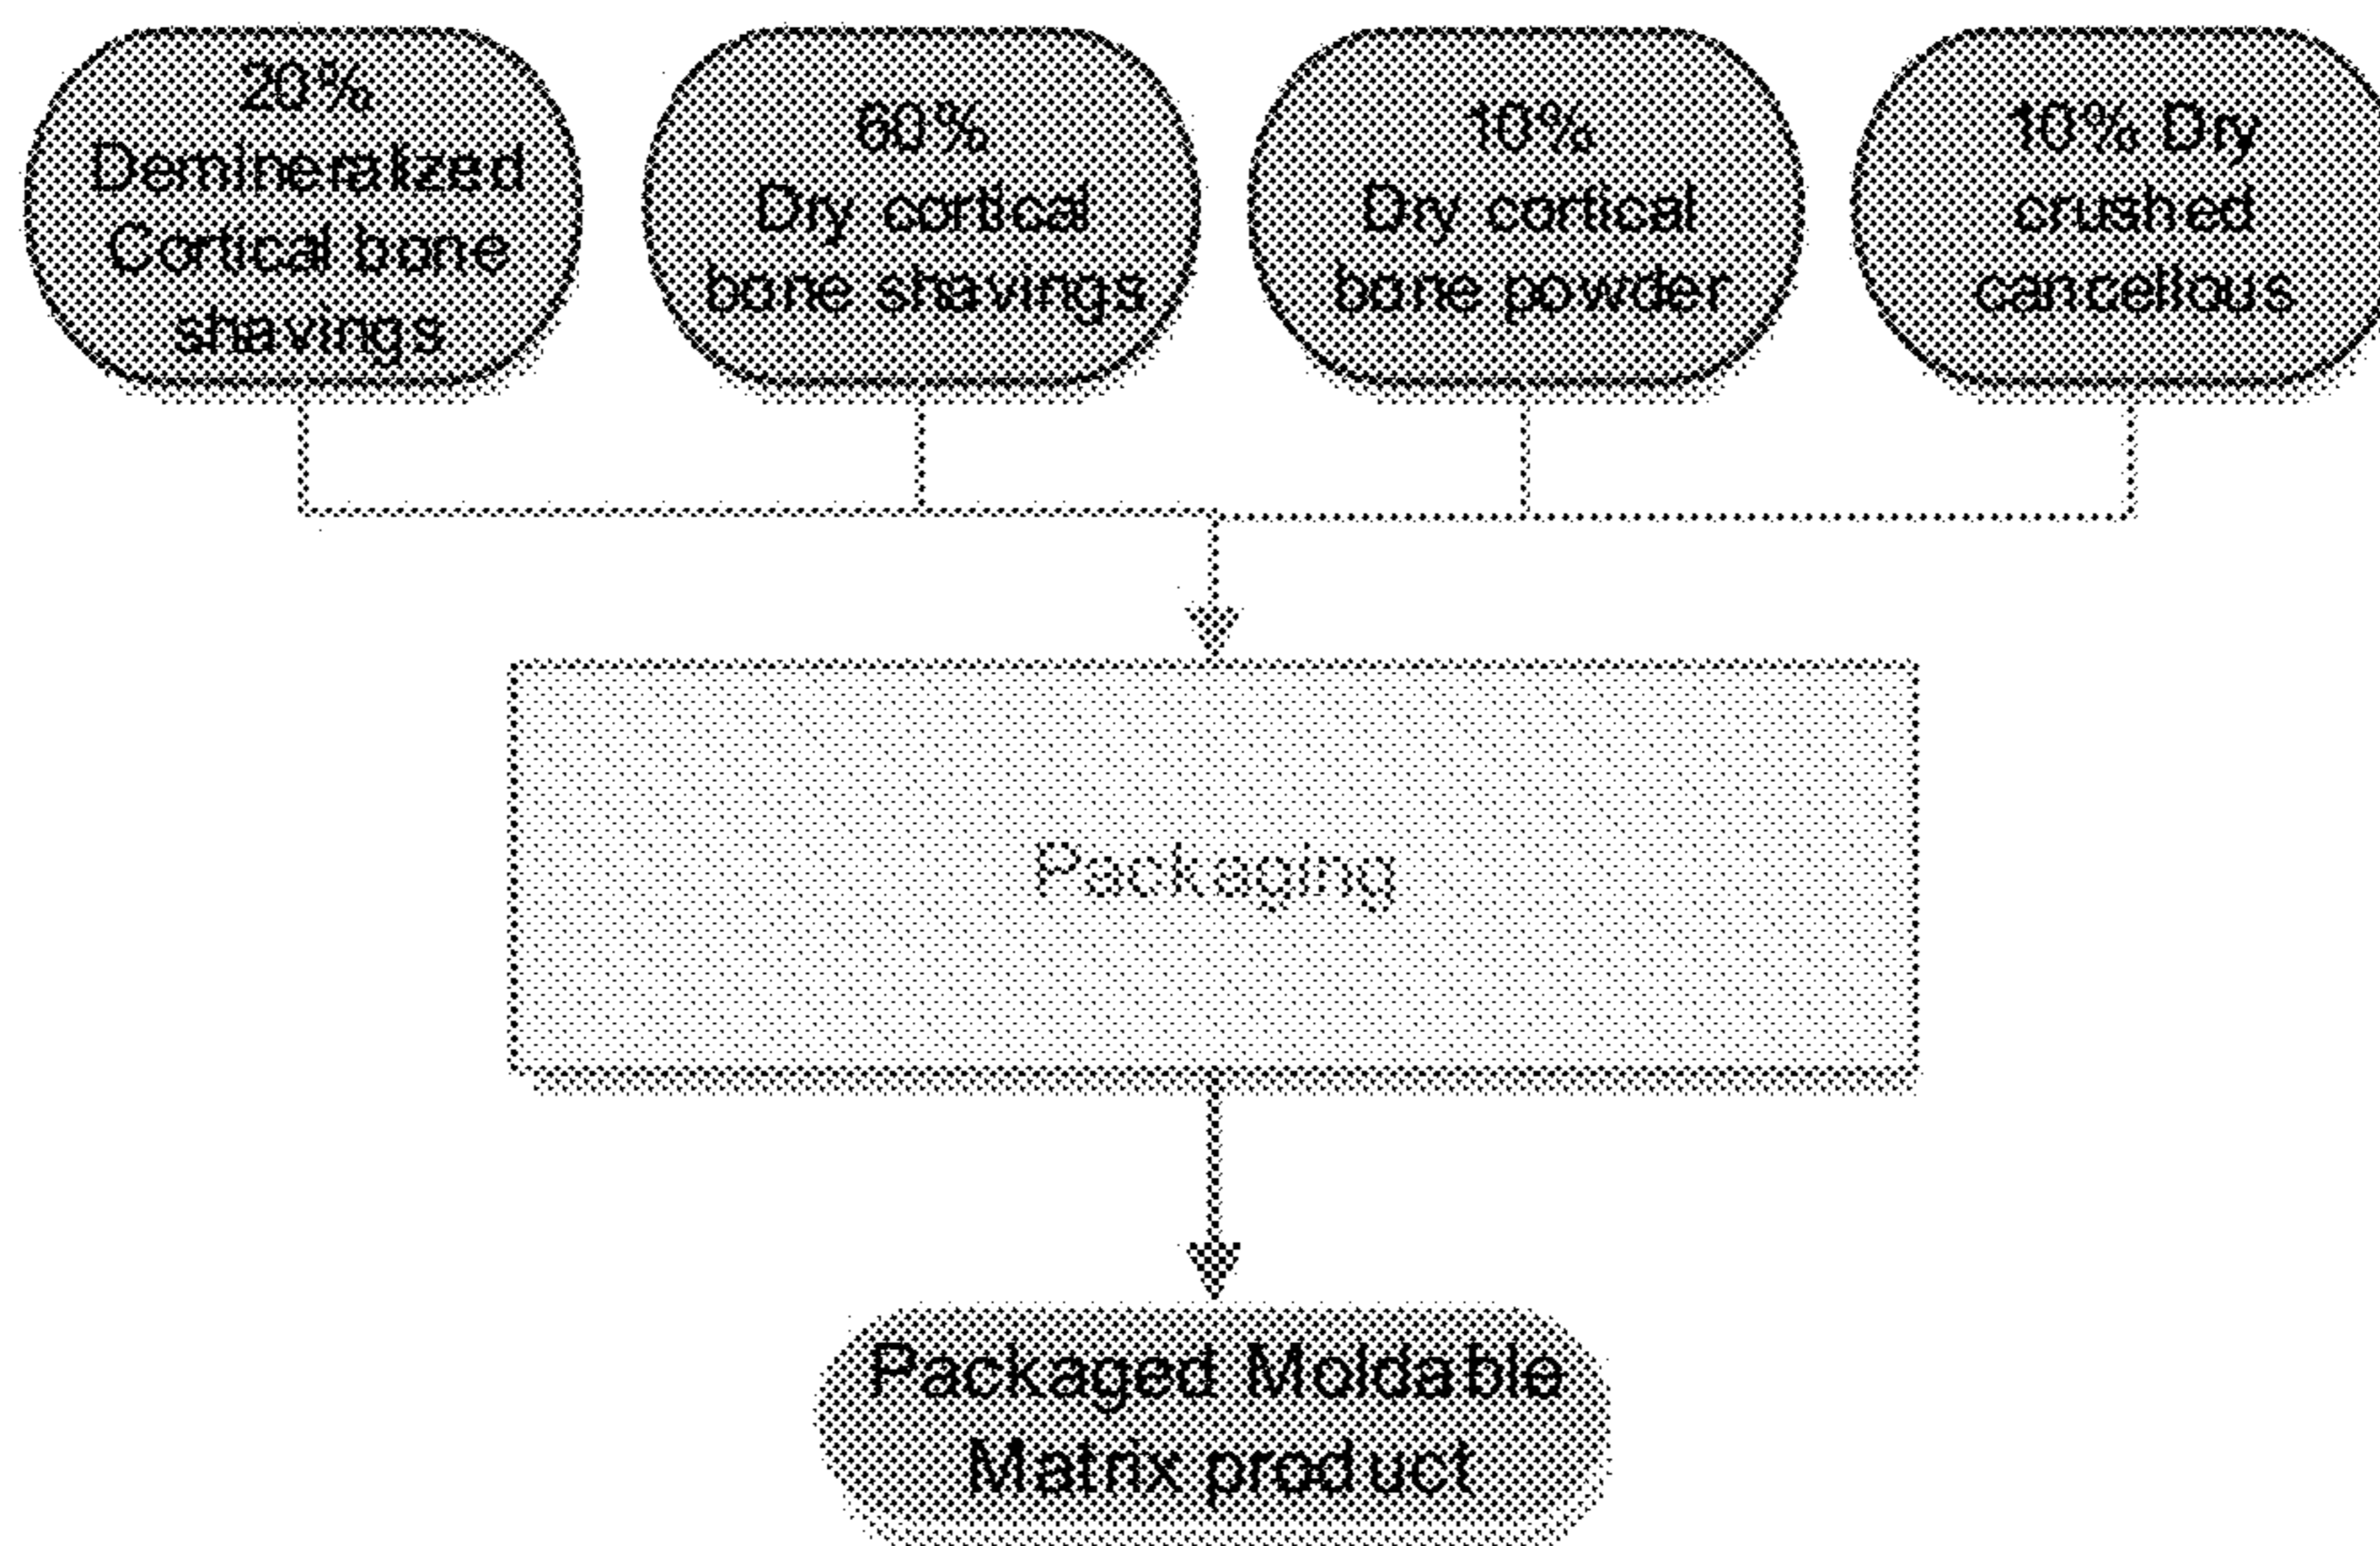 20%
Demineralized
Cortical bone
shavings
60%
Dry cortical
bone shavings
10%
Dry cortical
bone powder
10% Dry
crushed
cancellous
Packaging
Packaged Moldable
Matrix product